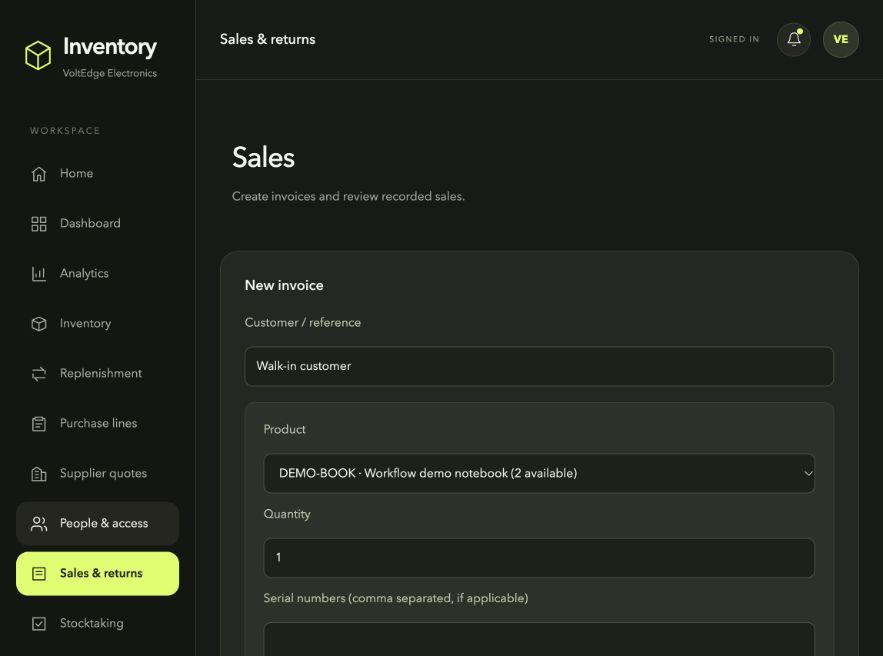 Inventory
VoltEdge Electronics
WORKSPACE
Home
Dashboard
Analytics
Inventory
Replenishment
Purchase lines
Supplier quotes
People & access
Sales & returns
Stocktaking
Sales & returns
SIGNED IN
VE
Sales
Create invoices and review recorded sales.
New invoice
Customer / reference
Walk-in customer
Product
DEMO-BOOK · Workflow demo notebook (2 available)
Quantity
1
Serial numbers (comma separated, if applicable)